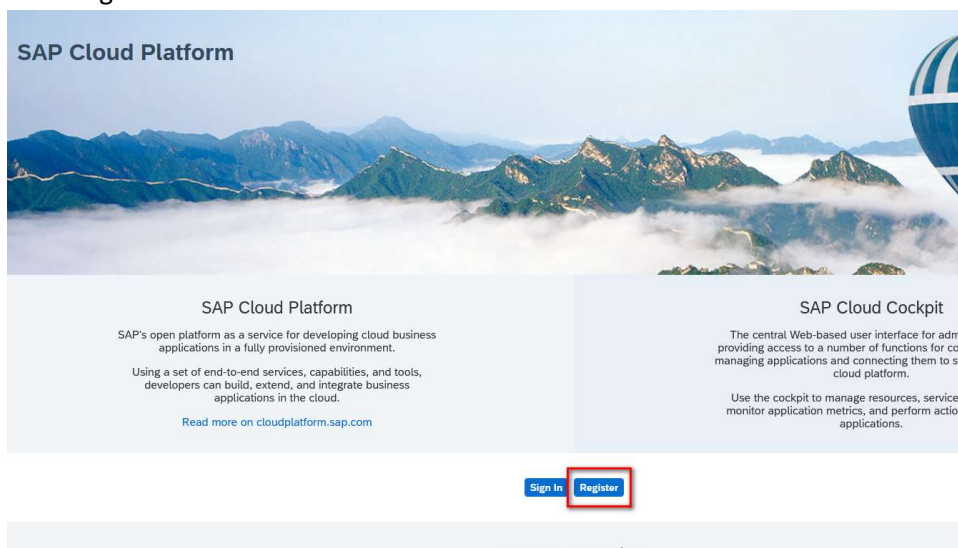 SAP Cloud Platform
SAP Cloud Platform
SAP's open platform as a service for developing cloud business
applications in a fully provisioned environment.
Using a set of end-to-end services, capabilities, and tools,
developers can build, extend, and integrate business
applications in the cloud.
Read more on cloudplatform.sap.com
SAP Cloud Cockpit
The central Web-based user interface for adm
providing access to a number of functions for co
managing applications and connecting them to s
cloud platform.
Use the cockpit to manage resources, service
monitor application metrics, and perform actio
applications.
Sign In
Register